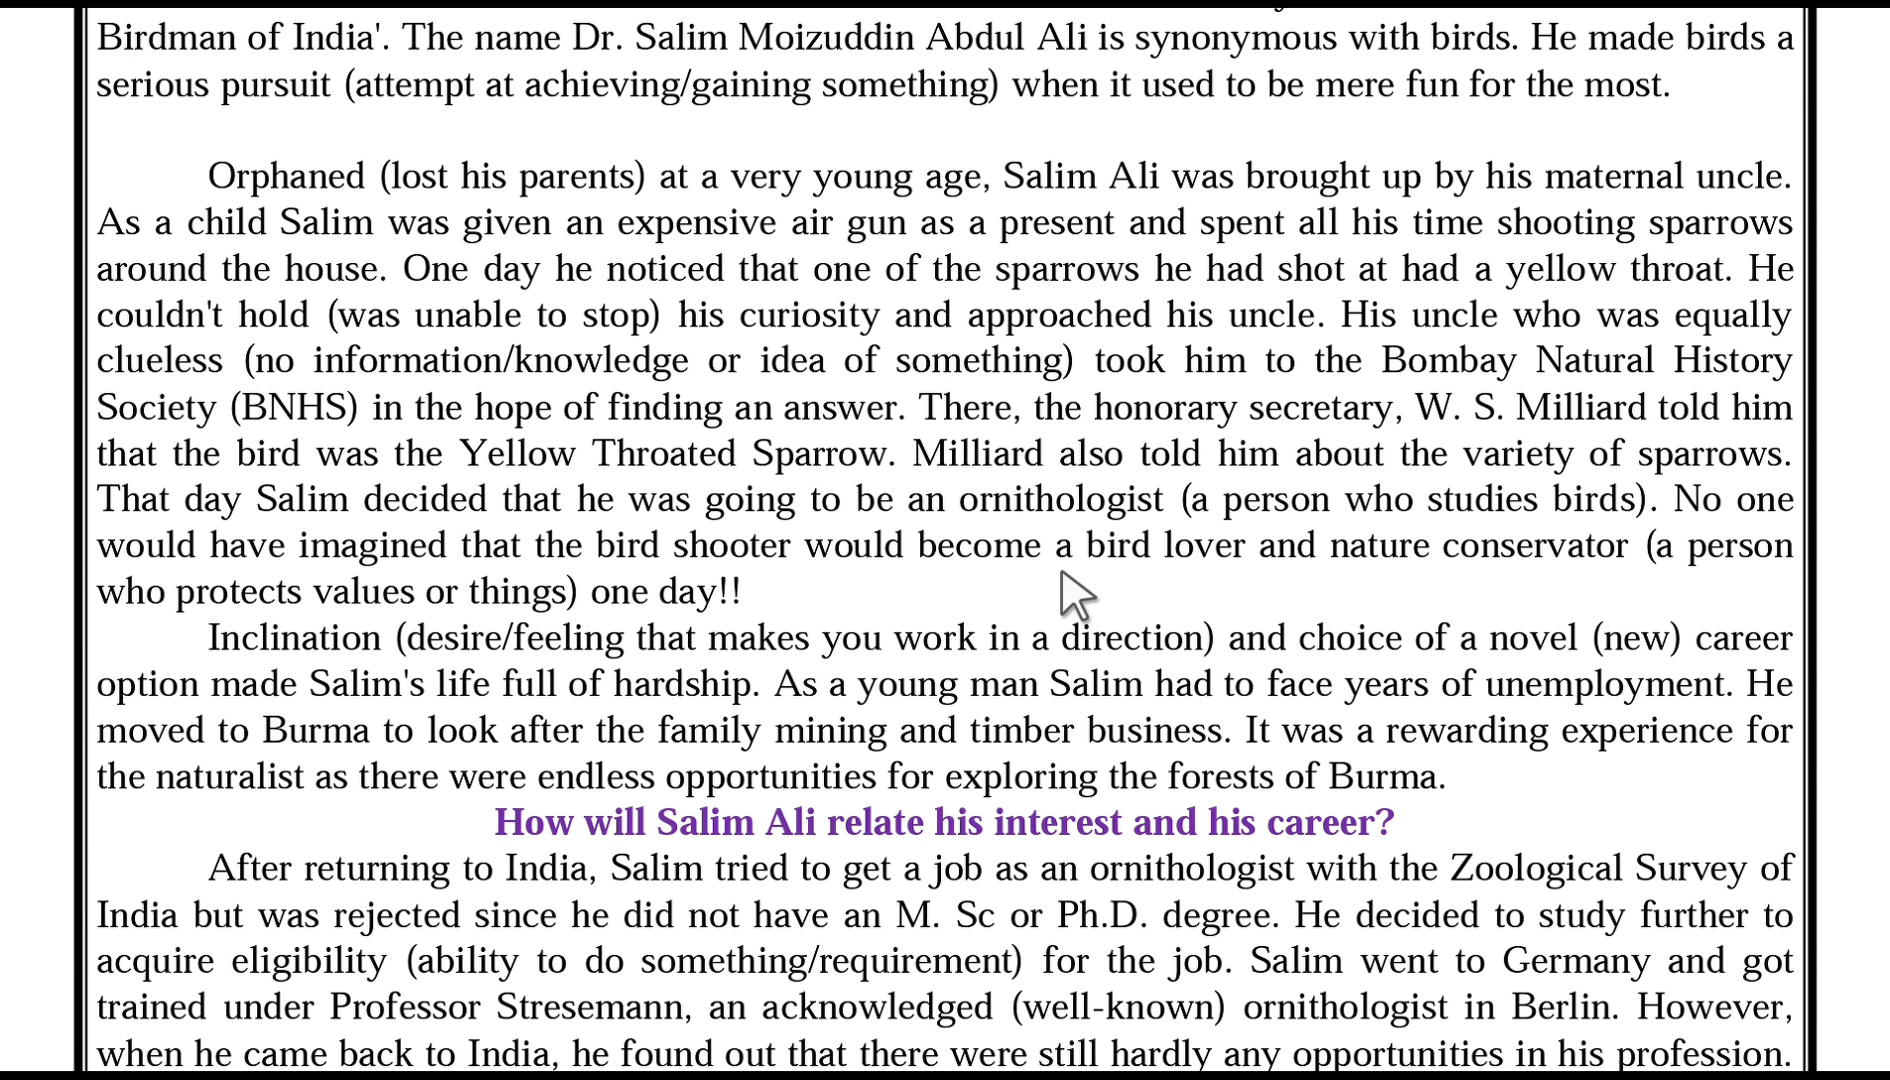 Birdman of India'. The name Dr. Salim Moizuddin Abdul Ali is synonymous with birds. He made birds a
serious pursuit (attempt at achieving/gaining something) when it used to be mere fun for the most.
Orphaned (lost his parents) at a very young age, Salim Ali was brought up by his maternal uncle.
As a child Salim was given an expensive air gun as a present and spent all his time shooting sparrows
around the house. One day he noticed that one of the sparrows he had shot at had a yellow throat. He
couldn't hold (was unable to stop) his curiosity and approached his uncle. His uncle who was equally
clueless (no information/knowledge or idea of something) took him to the Bombay Natural History
Society (BNHS) in the hope of finding an answer. There, the honorary secretary, W. S. Milliard told him
that the bird was the Yellow Throated Sparrow. Milliard also told him about the variety of sparrows.
That day Salim decided that he was going to be an ornithologist (a person who studies birds). No one
would have imagined that the bird shooter would become a bird lover and nature conservator (a person
who protects values or things) one day!!
Inclination (desire/feeling that makes you work in a direction) and choice of a novel (new) career
option made Salim's life full of hardship. As a young man Salim had to face years of unemployment. He
moved to Burma to look after the family mining and timber business. It was a rewarding experience for
the naturalist as there were endless opportunities for exploring the forests of Burma.
How will Salim Ali relate his interest and his career?
After returning to India, Salim tried to get a job as an ornithologist with the Zoological Survey of
India but was rejected since he did not have an M. Sc or Ph.D. degree. He decided to study further to
acquire eligibility (ability to do something/requirement) for the job. Salim went to Germany and got
trained under Professor Stresemann, an acknowledged (well-known) ornithologist in Berlin. However,
when he came back to India, he found out that there were still hardly any opportunities in his profession.